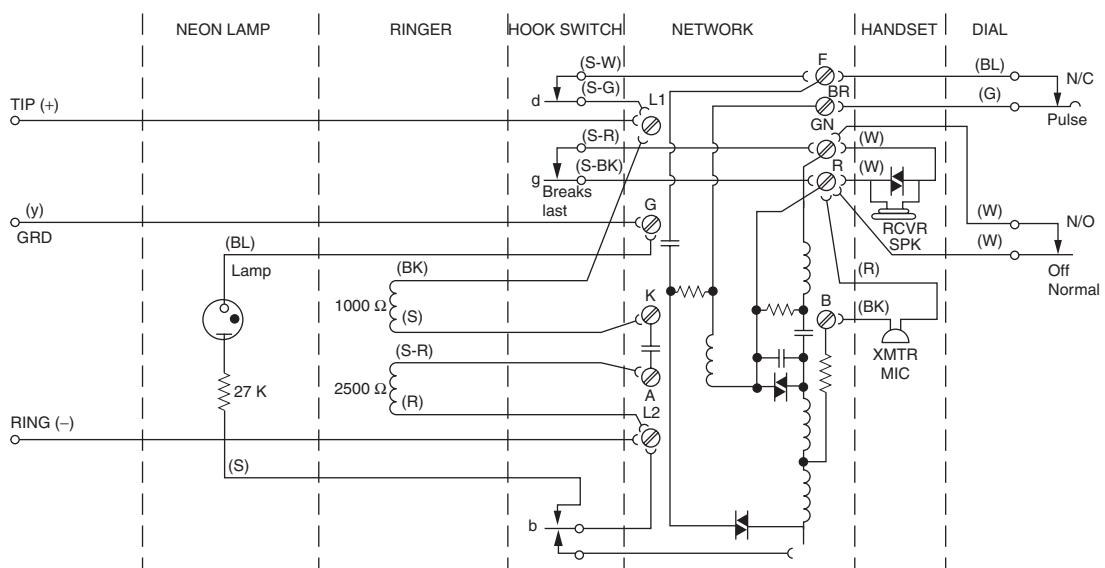 NEON LAMP
RINGER
HOOK SWITCH
NETWORK
HANDSET
DIAL
TIP (+)
(y)
GRD
RING (−)
(BL)
Lamp
27 K
(S)
(BK)
1000 Ω
(S)
(S-R)
2500 Ω
(R)
(S-W)
d
(S-G)
(S-R)
g
(S-BK)
Breaks
last
b
L1
G
K
A
L2
F
BR
GN
R
B
(W)
(W)
RCVR
SPK
(R)
(BK)
XMTR
MIC
(BL)
N/C
(G)
Pulse
(W)
N/O
(W)
Off
Normal